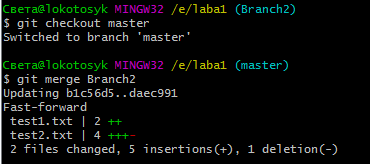 Света@lokotosyk MINGW32 /e/laba1 (Branch2)
$ git checkout master
Switched to branch 'master'
Света@lokotosyk MINGW32 /e/laba1 (master)
$ git merge Branch2
Updating b1c56d5..daec991
Fast-forward
test1.txt | 2 ++
test2.txt | 4 +++-
2 files changed, 5 insertions(+), 1 deletion(-)